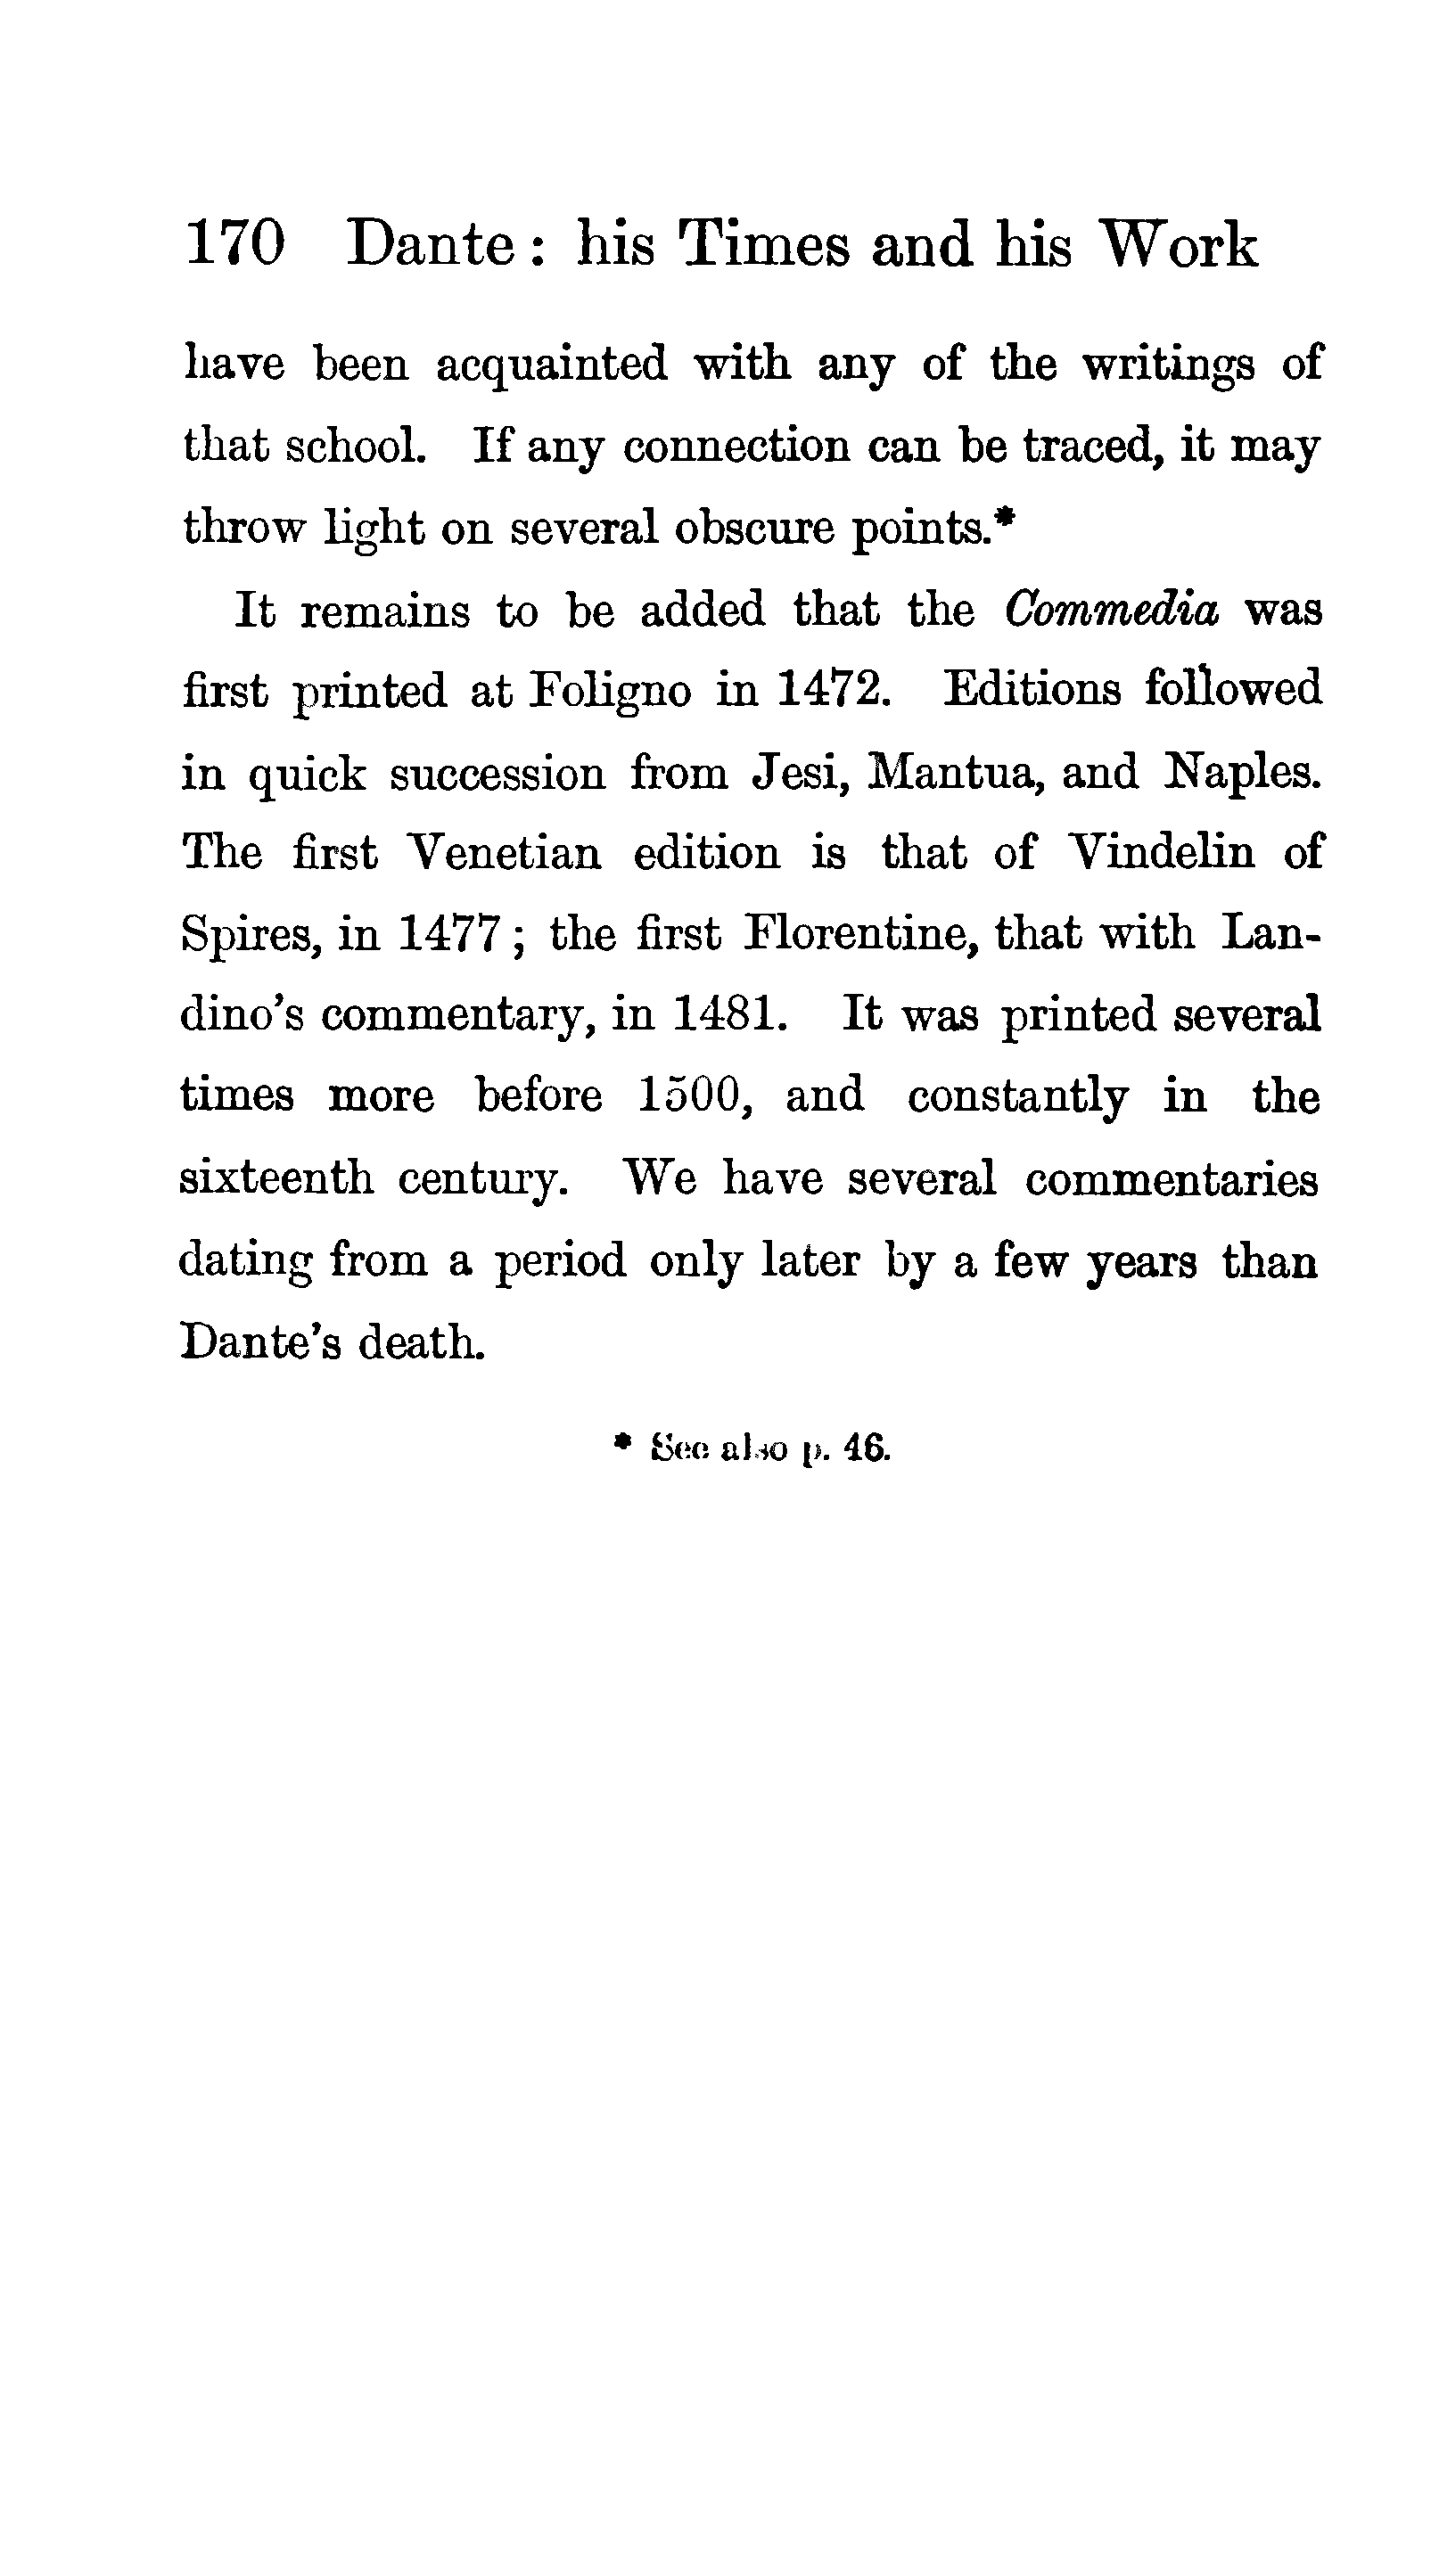 170 Dante : his Times and his Work
have been acquainted with any of the writings of
that school. If any connection can be traced, it may
throw light on several obscure points.*
It remains to be added that the Commedia was
first printed at Foligno in 1472. Editions followed
in quick succession from Jesi, Mantua, and Naples.
The first Venetian edition is that of Vindelin of
Spires, in 1477 ; the first Florentine, that with Lan-
dino's commentary, in 1481. It was printed several
times more before 1500, and constantly in the
sixteenth century. We have several commentaries
dating from a period only later by a few years than
Dante's death.
* See also p. 46.